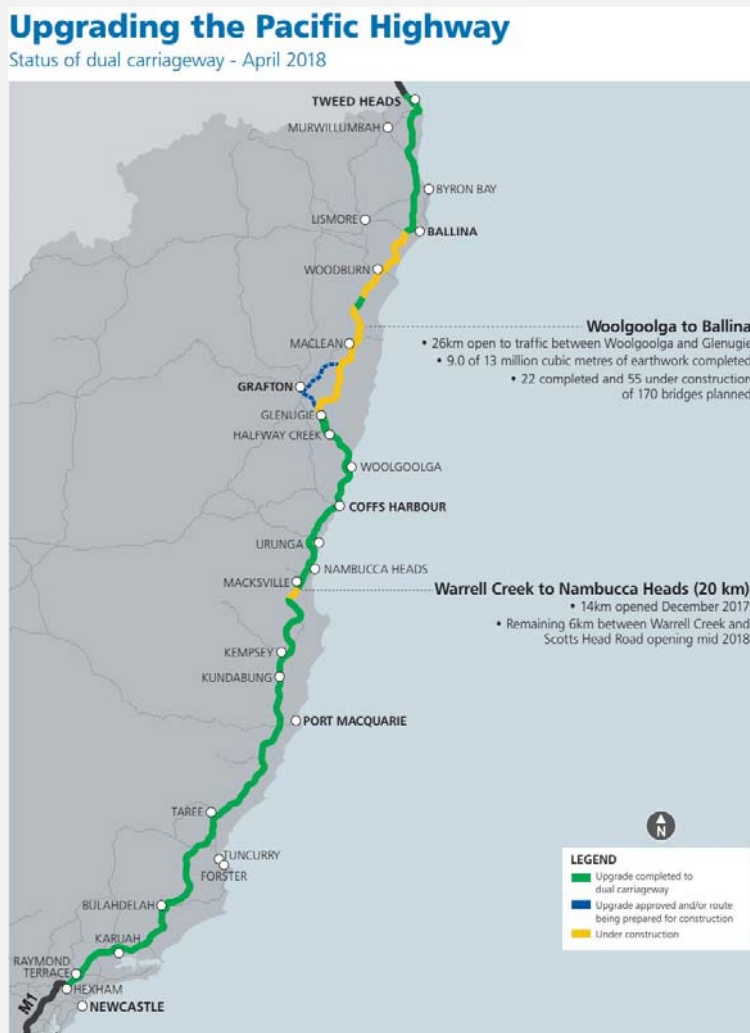 Upgrading the Pacific Highway
Status of dual carriageway - April 2018
TWEED HEADS
MURWILLUMBAH
BYRON BAY
LISMORE
BALLINA
WOODBURN
Woolgoolga to Ballina
• 26km open to traffic between Woolgoolga and Glenugie
MACLEAN
• 9.0 of 13 million cubic metres of earthwork completed
• 22 completed and 55 under construction
of 170 bridges planned
GRAFTON
GLENUGIE
HALFWAY CREEK
WOOLGOOLGA
COFFS HARBOUR
URUNGA
NAMBUCCA HEADS
MACKSVILLE
Warrell Creek to Nambucca Heads (20 km)
• 14km opened December 2017
• Remaining 6km between Warrell Creek and
Scotts Head Road opening mid 2018
KEMPSEY
KUNDABUNG
PORT MACQUARIE
TAREE
N
TUNCURRY
FORSTER
LEGEND
Upgrade completed to
dual carriageway
Upgrade approved and/or route
being prepared for construction
Under construction
BULAHDELAH
KARUAH
RAYMOND
TERRACE
HEXHAM
M1
NEWCASTLE